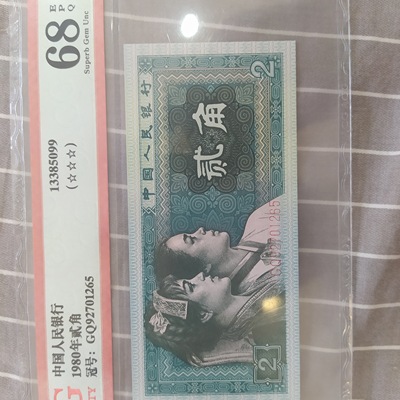 中国人民银行
1980年贰角
冠号：GQ92701265
13385099
(☆☆☆)
68
EPQ
Superb Gem Unc
中国人民银行
贰角
2
2